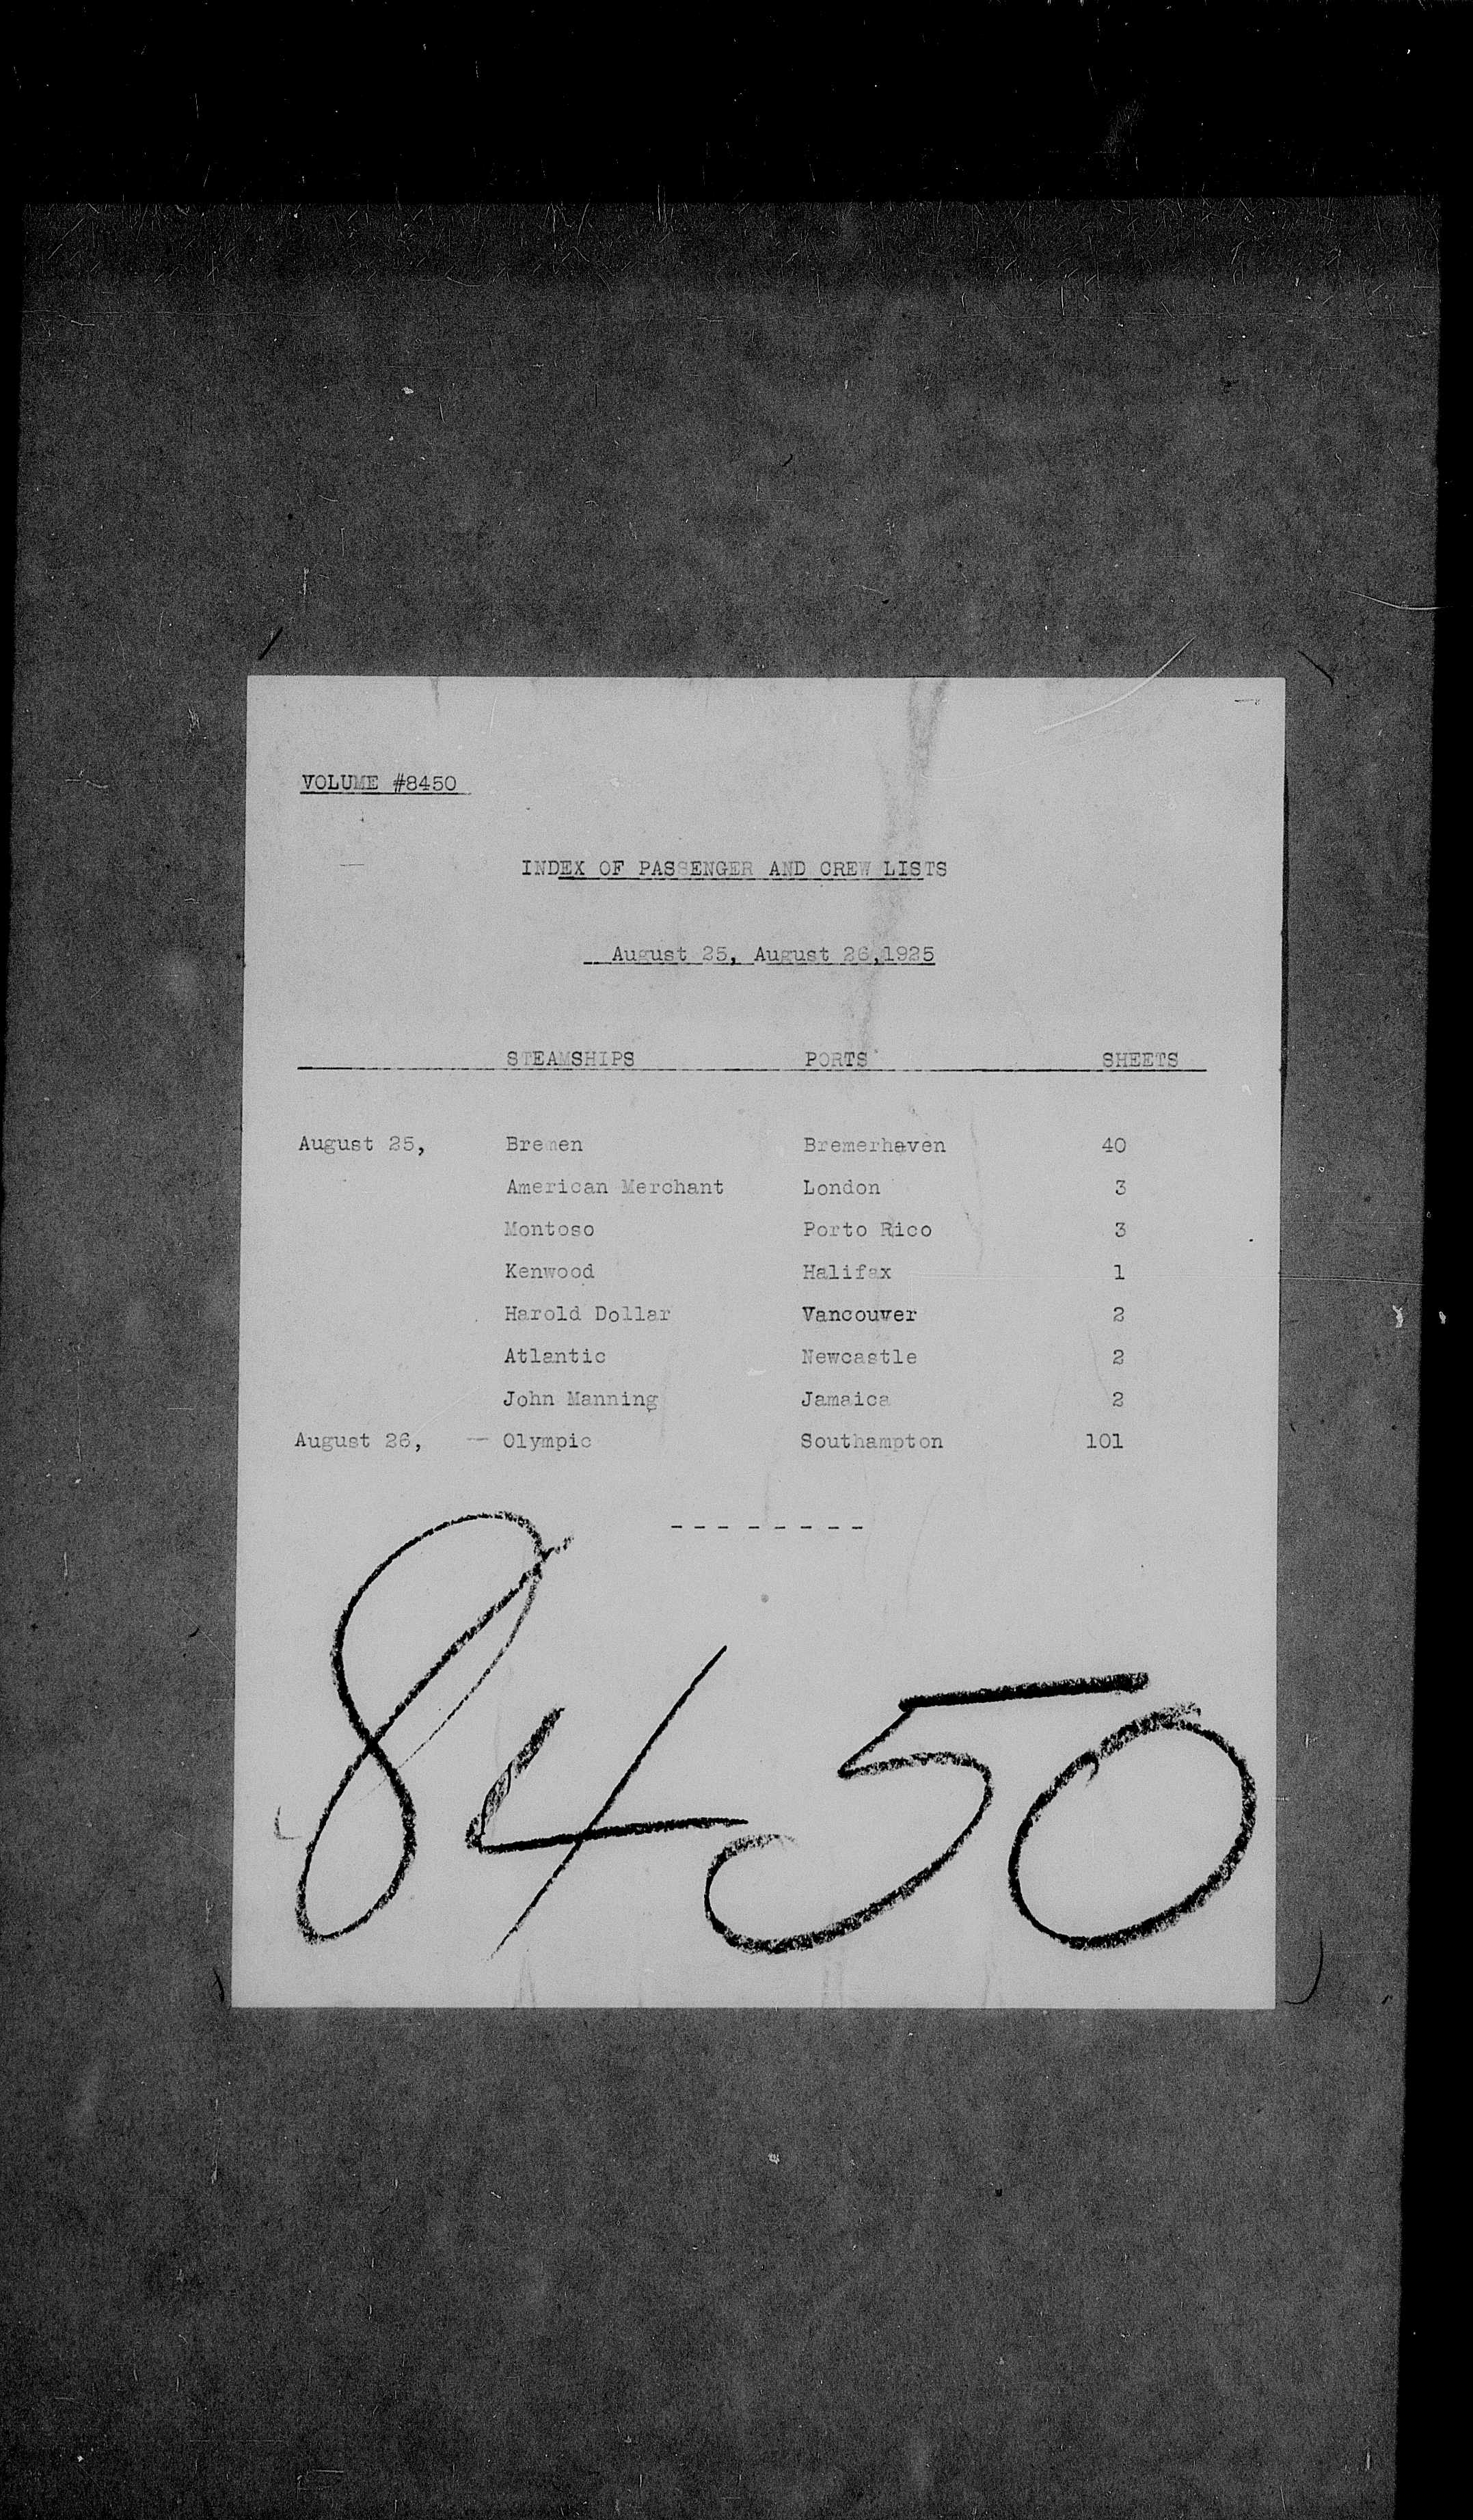 VOLUME #8450
INDEX OF PASSENGER AND CREW LISTS
August 25, August 26,1925
STEAMSHIPS PORTS SHEETS
August 25, Bremen Bremerhaven 40
American Merchant London 3
Montoso Porto Rico 3
Kenwood Halifax 1
Harold Dollar Vancouver 2
Atlantic Newcastle 2
John Manning Jamaica 2
August 26, — Olympic Southampton 101
- - - - - - - -
8450